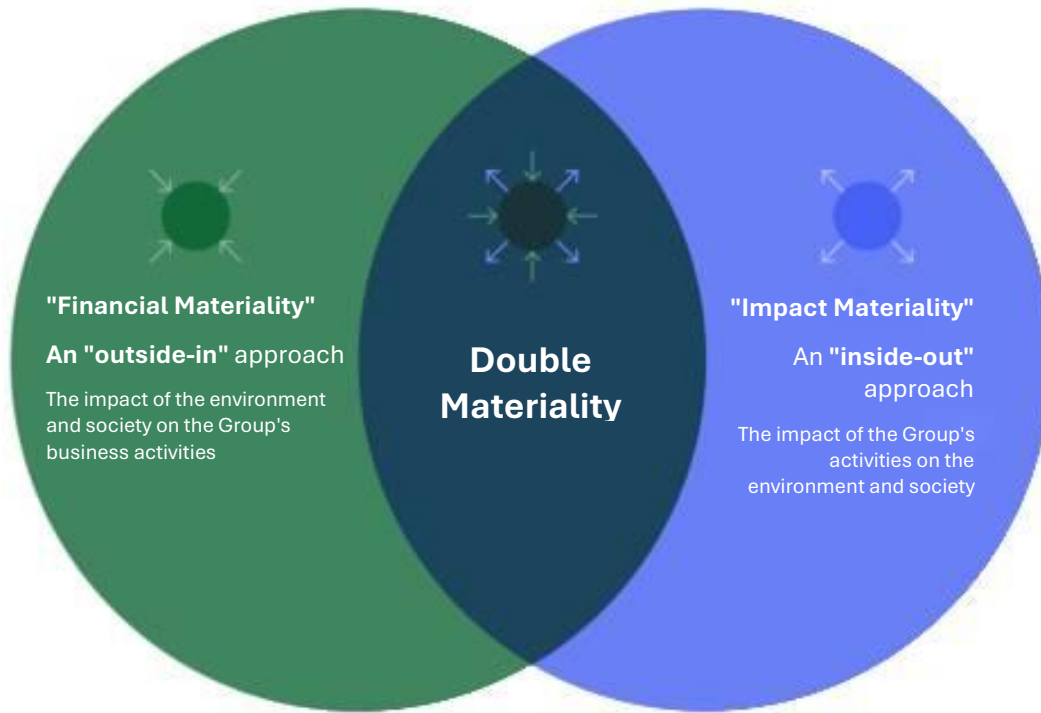 "Financial Materiality"
An "outside-in" approach
The impact of the environment
and society on the Group's
business activities
Double
Materiality
"Impact Materiality"
An "inside-out"
approach
The impact of the Group's
activities on the
environment and society